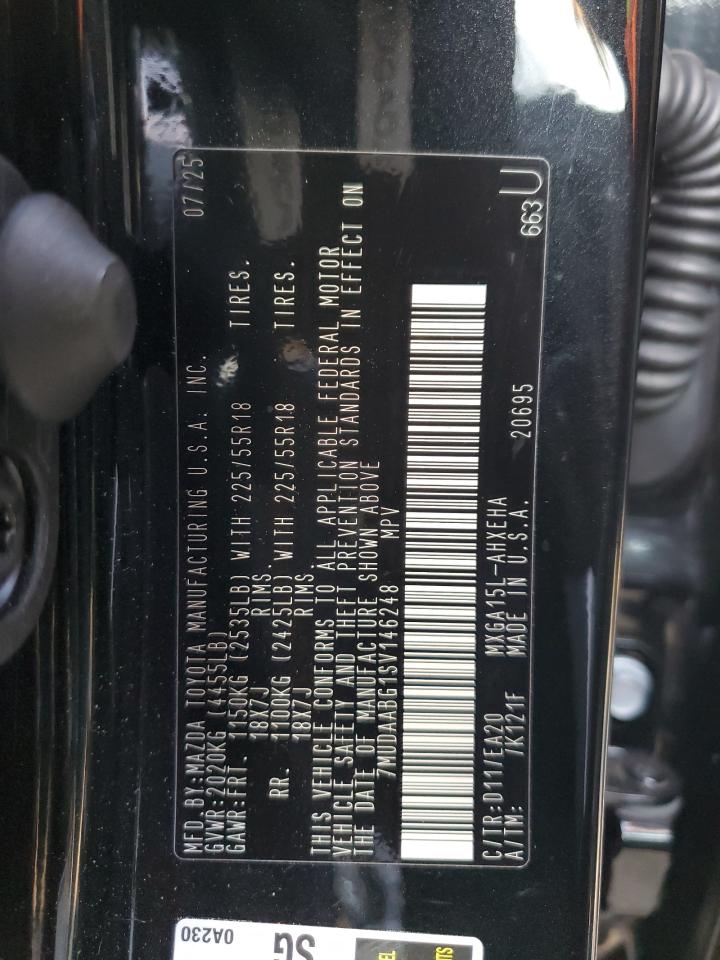 MFD.BY:MAZDA TOYOTA MANUFACTURING U.S.A. INC. 07/25
GVWR:2020KG (4455LB)
GAWR:FRT. 1150KG (2535LB) WITH 225/55R18 TIRES.
18X7J RIMS.
RR. 1100KG (2425LB) WITH 225/55R18 TIRES.
18X7J RIMS.
THIS VEHICLE CONFORMS TO ALL APPLICABLE FEDERAL MOTOR
VEHICLE SAFETY AND THEFT PREVENTION STANDARDS IN EFFECT ON
THE DATE OF MANUFACTURE SHOWN ABOVE
7MUDAABG1SV146248 MPV
C/TR:D11/EA20 MXGA15L-AHXEHA
A/TM: /K121F MADE IN U.S.A. 20695
663U
0A230
SG